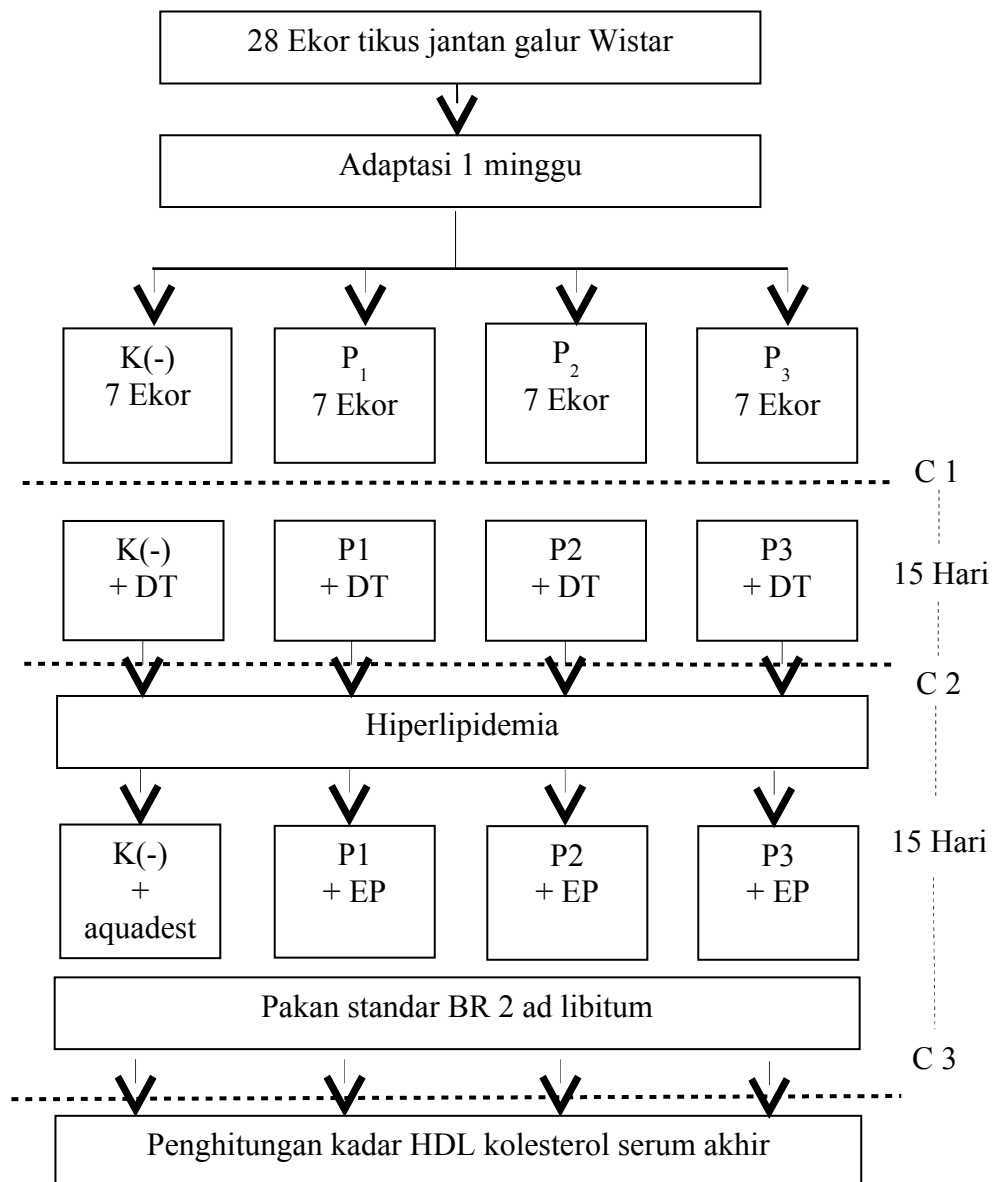 28 Ekor tikus jantan galur Wistar
Adaptasi 1 minggu
K(-)
7 Ekor
P₁
7 Ekor
P₂
7 Ekor
P₃
7 Ekor
C 1
K(-)
+ DT
P1
+ DT
P2
+ DT
P3
+ DT
15 Hari
C 2
Hiperlipidemia
K(-)
+
aquadest
P1
+ EP
P2
+ EP
P3
+ EP
15 Hari
Pakan standar BR 2 ad libitum
C 3
Penghitungan kadar HDL kolesterol serum akhir